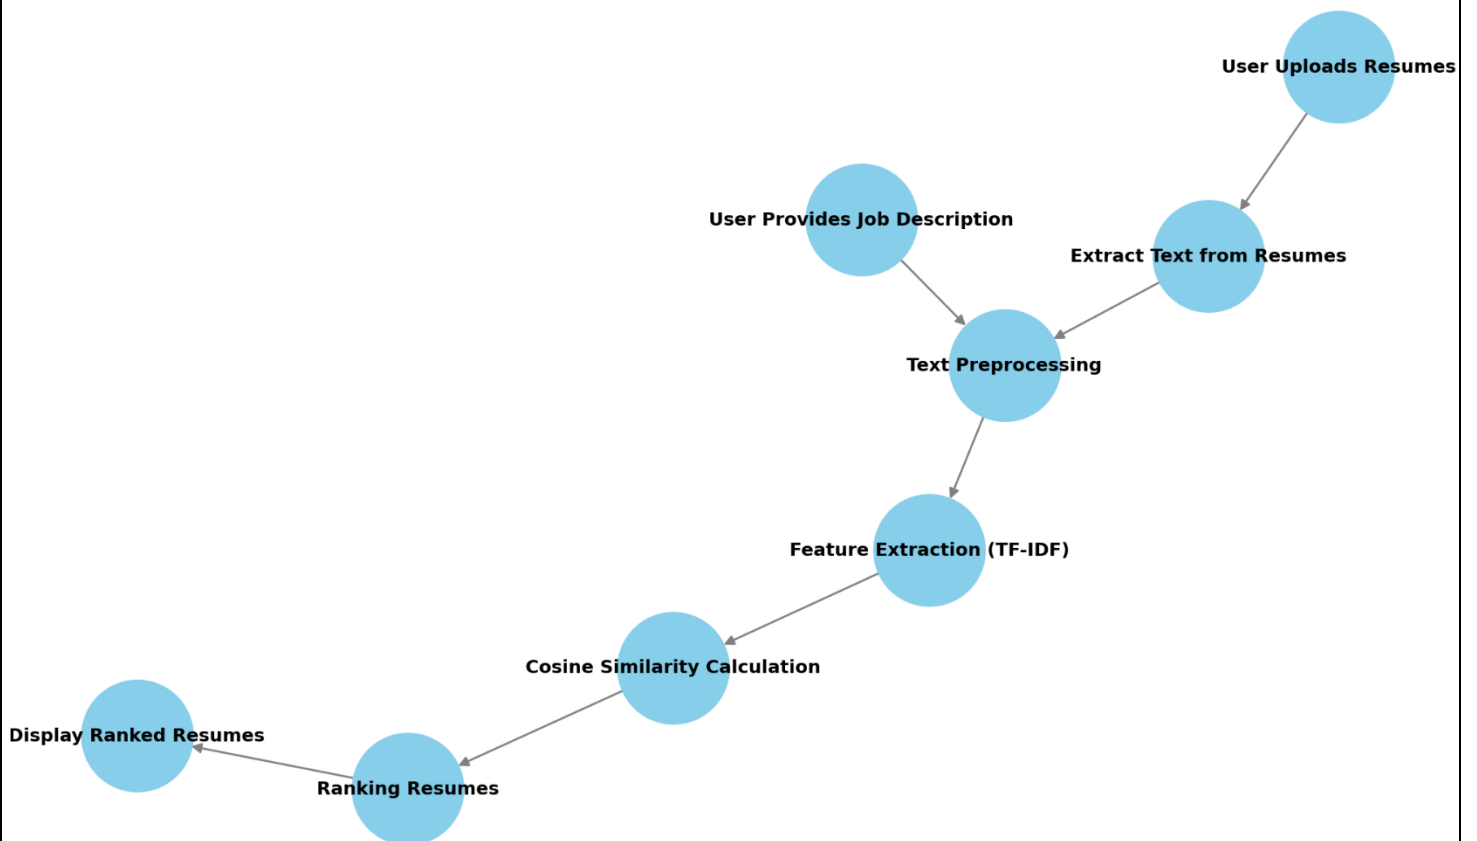 User Uploads Resumes
User Provides Job Description
Extract Text from Resumes
Text Preprocessing
Feature Extraction (TF-IDF)
Cosine Similarity Calculation
Display Ranked Resumes
Ranking Resumes